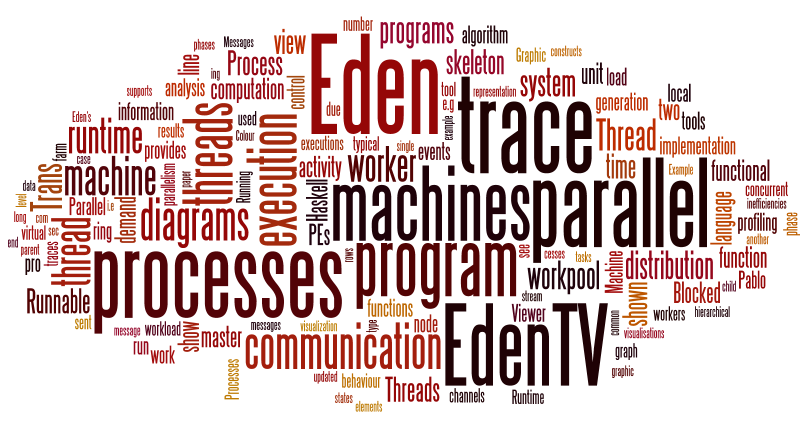 number
programs
algorithm
phases
Messages
view
Graphic
constructs
line
Process
skeleton
ing
supports
analysis
computation
control
Eden
tool
representation
system
unit
load
e.g
trace
local
information
due
generation
two
tools
Eden's
runtime
results
used
Colour
threads
execution
executions
typical
single
example
Thread
implementation
farm
case
provides
activity
worker
events
time
Example
functional
level
data
Trans
machine
parallelism
paper
Running
Haskell
machines
parallel
concurrent
inefficiencies
long
com
Parallel
i.e
demand
diagrams
PEs
language
profiling
phase
virtual
sec
ring
another
end
parent
traces
thread
rows
program
see
cesses
tasks
Machine
distribution
function
pro
processes
workpool
Pablo
Runnable
stream
shown
Blocked
child
functions
EdenTV
Viewer
common
workers
hierarchical
sent
message
workload
show
master
messages
visualization
type
node
visualisations
run
work
communication
graph
graphic
Processes
updated
behaviour
Threads
channels
Runtime
states
elements